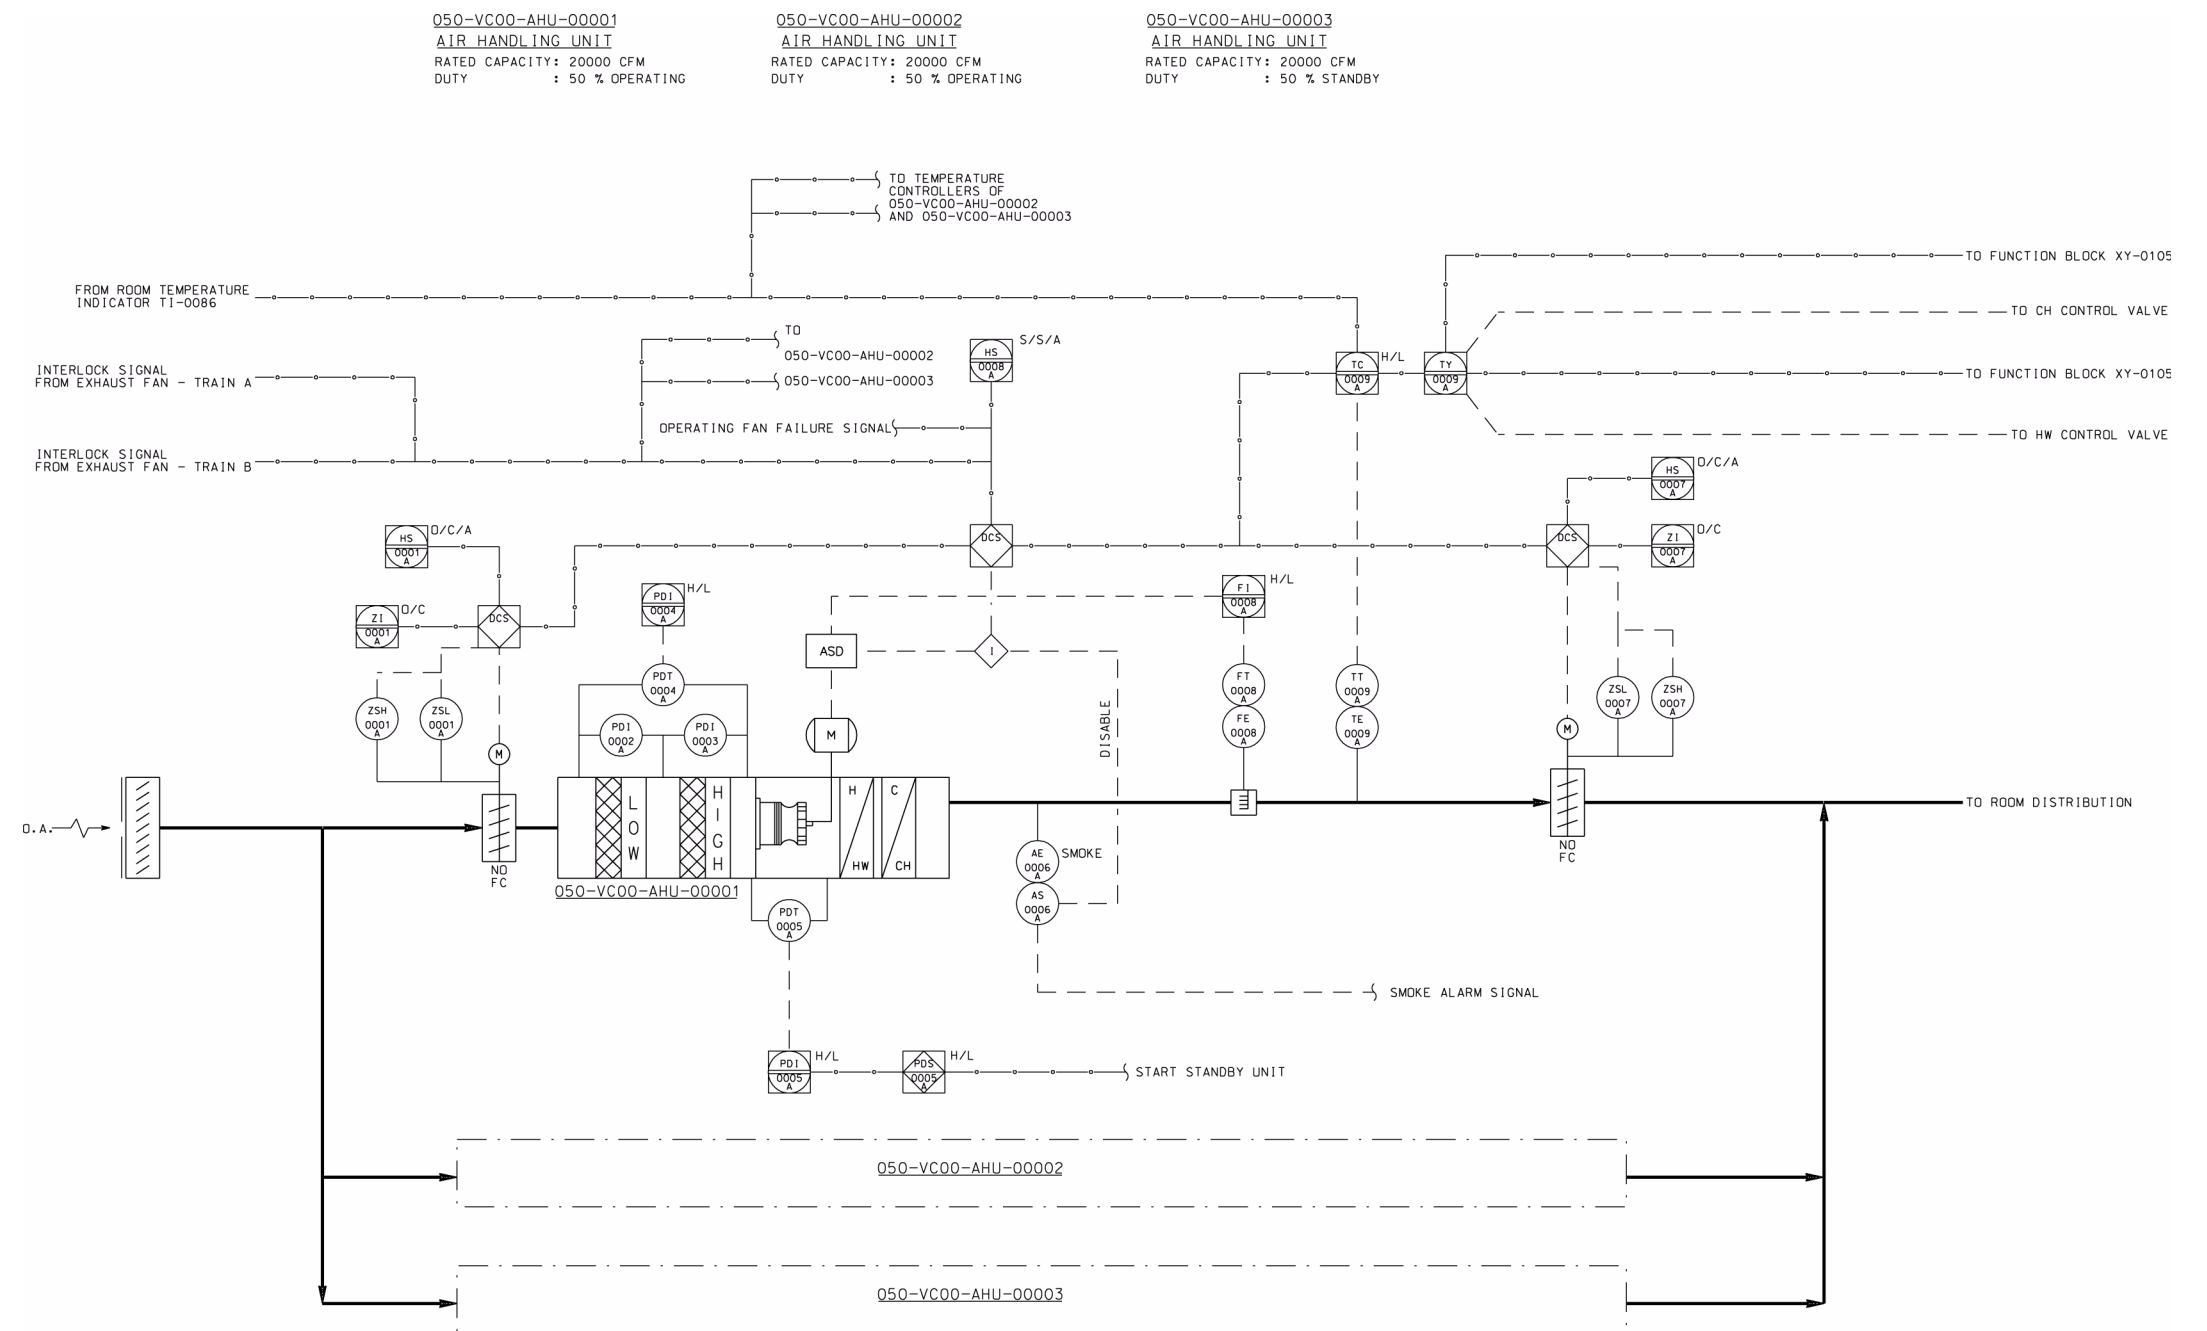 050-VC00-AHU-00001
AIR HANDLING UNIT
RATED CAPACITY: 20000 CFM
DUTY : 50 % OPERATING
050-VC00-AHU-00002
AIR HANDLING UNIT
RATED CAPACITY: 20000 CFM
DUTY : 50 % OPERATING
050-VC00-AHU-00003
AIR HANDLING UNIT
RATED CAPACITY: 20000 CFM
DUTY : 50 % STANDBY
TO TEMPERATURE
CONTROLLERS OF
050-VC00-AHU-00002
AND 050-VC00-AHU-00003
FROM ROOM TEMPERATURE
INDICATOR TI-0086
TO FUNCTION BLOCK XY-0105
TO CH CONTROL VALVE
TO
050-VC00-AHU-00002
050-VC00-AHU-00003
HS
0008
A
S/S/A
TC
0009
A
H/L
TY
0009
A
TO FUNCTION BLOCK XY-0105
INTERLOCK SIGNAL
FROM EXHAUST FAN - TRAIN A
OPERATING FAN FAILURE SIGNAL
TO HW CONTROL VALVE
INTERLOCK SIGNAL
FROM EXHAUST FAN - TRAIN B
HS
0007
A
O/C/A
HS
0001
A
O/C/A
DCS
DCS
ZI
0007
A
O/C
ZI
0001
A
O/C
DCS
PDI
0004
A
H/L
FI
0008
A
H/L
ASD
I
PDT
0004
A
FT
0008
A
TT
0009
A
ZSL
0007
A
ZSH
0007
A
ZSH
0001
A
ZSL
0001
A
PDI
0002
A
PDI
0003
A
M
DISABLE
FE
0008
A
TE
0009
A
M
M
LOW
HIGH
H
HW
C
CH
O.A.
TO ROOM DISTRIBUTION
NO
FC
NO
FC
050-VC00-AHU-00001
AE
0006
A
SMOKE
AS
0006
A
PDT
0005
A
SMOKE ALARM SIGNAL
PDI
0005
A
H/L
PDS
0005
A
H/L
START STANDBY UNIT
050-VC00-AHU-00002
050-VC00-AHU-00003